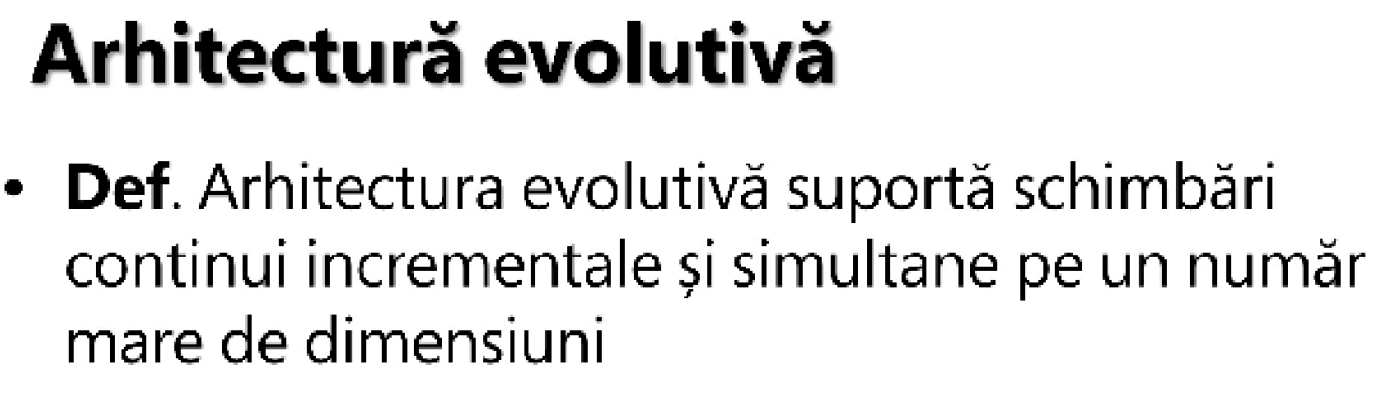 Arhitectură evolutivă
• Def. Arhitectura evolutivă suportă schimbări
continui incrementale și simultane pe un număr
mare de dimensiuni